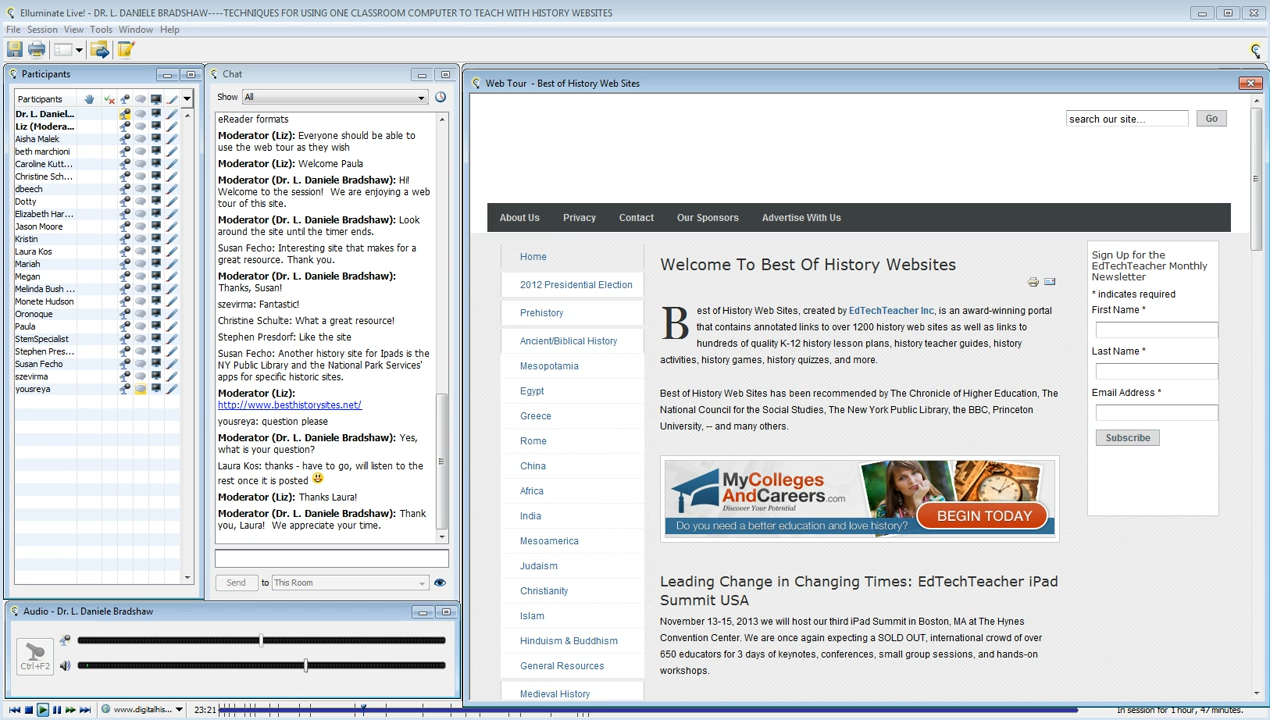 Elluminate Live! - DR. L. DANIELE BRADSHAW----TECHNIQUES FOR USING ONE CLASSROOM COMPUTER TO TEACH WITH HISTORY WEBSITES
File Session View Tools Window Help
Participants
Participants
Dr. L. Daniel...
Liz (Modera...
Aisha Malek
beth marchioni
Caroline Kutt...
Christine Sch...
dbeech
Dotty
Elizabeth Har...
Jason Moore
Kristin
Laura Kos
Mariah
Megan
Melinda Bush ...
Monete Hudson
Oronoque
Paula
StemSpecialist
Stephen Pres...
Susan Fecho
szevirma
yousreya
Chat
Show All
eReader formats
Moderator (Liz): Everyone should be able to
use the web tour as they wish
Moderator (Liz): Welcome Paula
Moderator (Dr. L. Daniele Bradshaw): Hi!
Welcome to the session! We are enjoying a web
tour of this site.
Moderator (Dr. L. Daniele Bradshaw): Look
around the site until the timer ends.
Susan Fecho: Interesting site that makes for a
great resource. Thank you.
Moderator (Dr. L. Daniele Bradshaw):
Thanks, Susan!
szevirma: Fantastic!
Christine Schulte: What a great resource!
Stephen Presdorf: Like the site
Susan Fecho: Another history site for Ipads is the
NY Public Library and the National Park Services'
apps for specific historic sites.
Moderator (Liz):
http://www.besthistorysites.net/
yousreya: question please
Moderator (Dr. L. Daniele Bradshaw): Yes,
what is your question?
Laura Kos: thanks - have to go, will listen to the
rest once it is posted
Moderator (Liz): Thanks Laura!
Moderator (Dr. L. Daniele Bradshaw): Thank
you, Laura! We appreciate your time.
Send to This Room
Audio - Dr. L. Daniele Bradshaw
Ctrl+F2
Web Tour - Best of History Web Sites
search our site... Go
About Us Privacy Contact Our Sponsors Advertise With Us
Home
2012 Presidential Election
Prehistory
Ancient/Biblical History
Mesopotamia
Egypt
Greece
Rome
China
Africa
India
Mesoamerica
Judaism
Christianity
Islam
Hinduism & Buddhism
General Resources
Medieval History
Welcome To Best Of History Websites
Best of History Web Sites, created by EdTechTeacher Inc, is an award-winning portal
that contains annotated links to over 1200 history web sites as well as links to
hundreds of quality K-12 history lesson plans, history teacher guides, history
activities, history games, history quizzes, and more.
Best of History Web Sites has been recommended by The Chronicle of Higher Education, The
National Council for the Social Studies, The New York Public Library, the BBC, Princeton
University, -- and many others.
MyColleges
AndCareers.com
Discover Your Potential
Do you need a better education and love history?
BEGIN TODAY
Leading Change in Changing Times: EdTechTeacher iPad
Summit USA
November 13-15, 2013 we will host our third iPad Summit in Boston, MA at The Hynes
Convention Center. We are once again expecting a SOLD OUT, international crowd of over
650 educators for 3 days of keynotes, conferences, small group sessions, and hands-on
workshops.
Sign Up for the
EdTechTeacher Monthly
Newsletter
* indicates required
First Name *
Last Name *
Email Address *
Subscribe
www.digitalhis... 23:21 In session for 1 hour, 47 minutes.